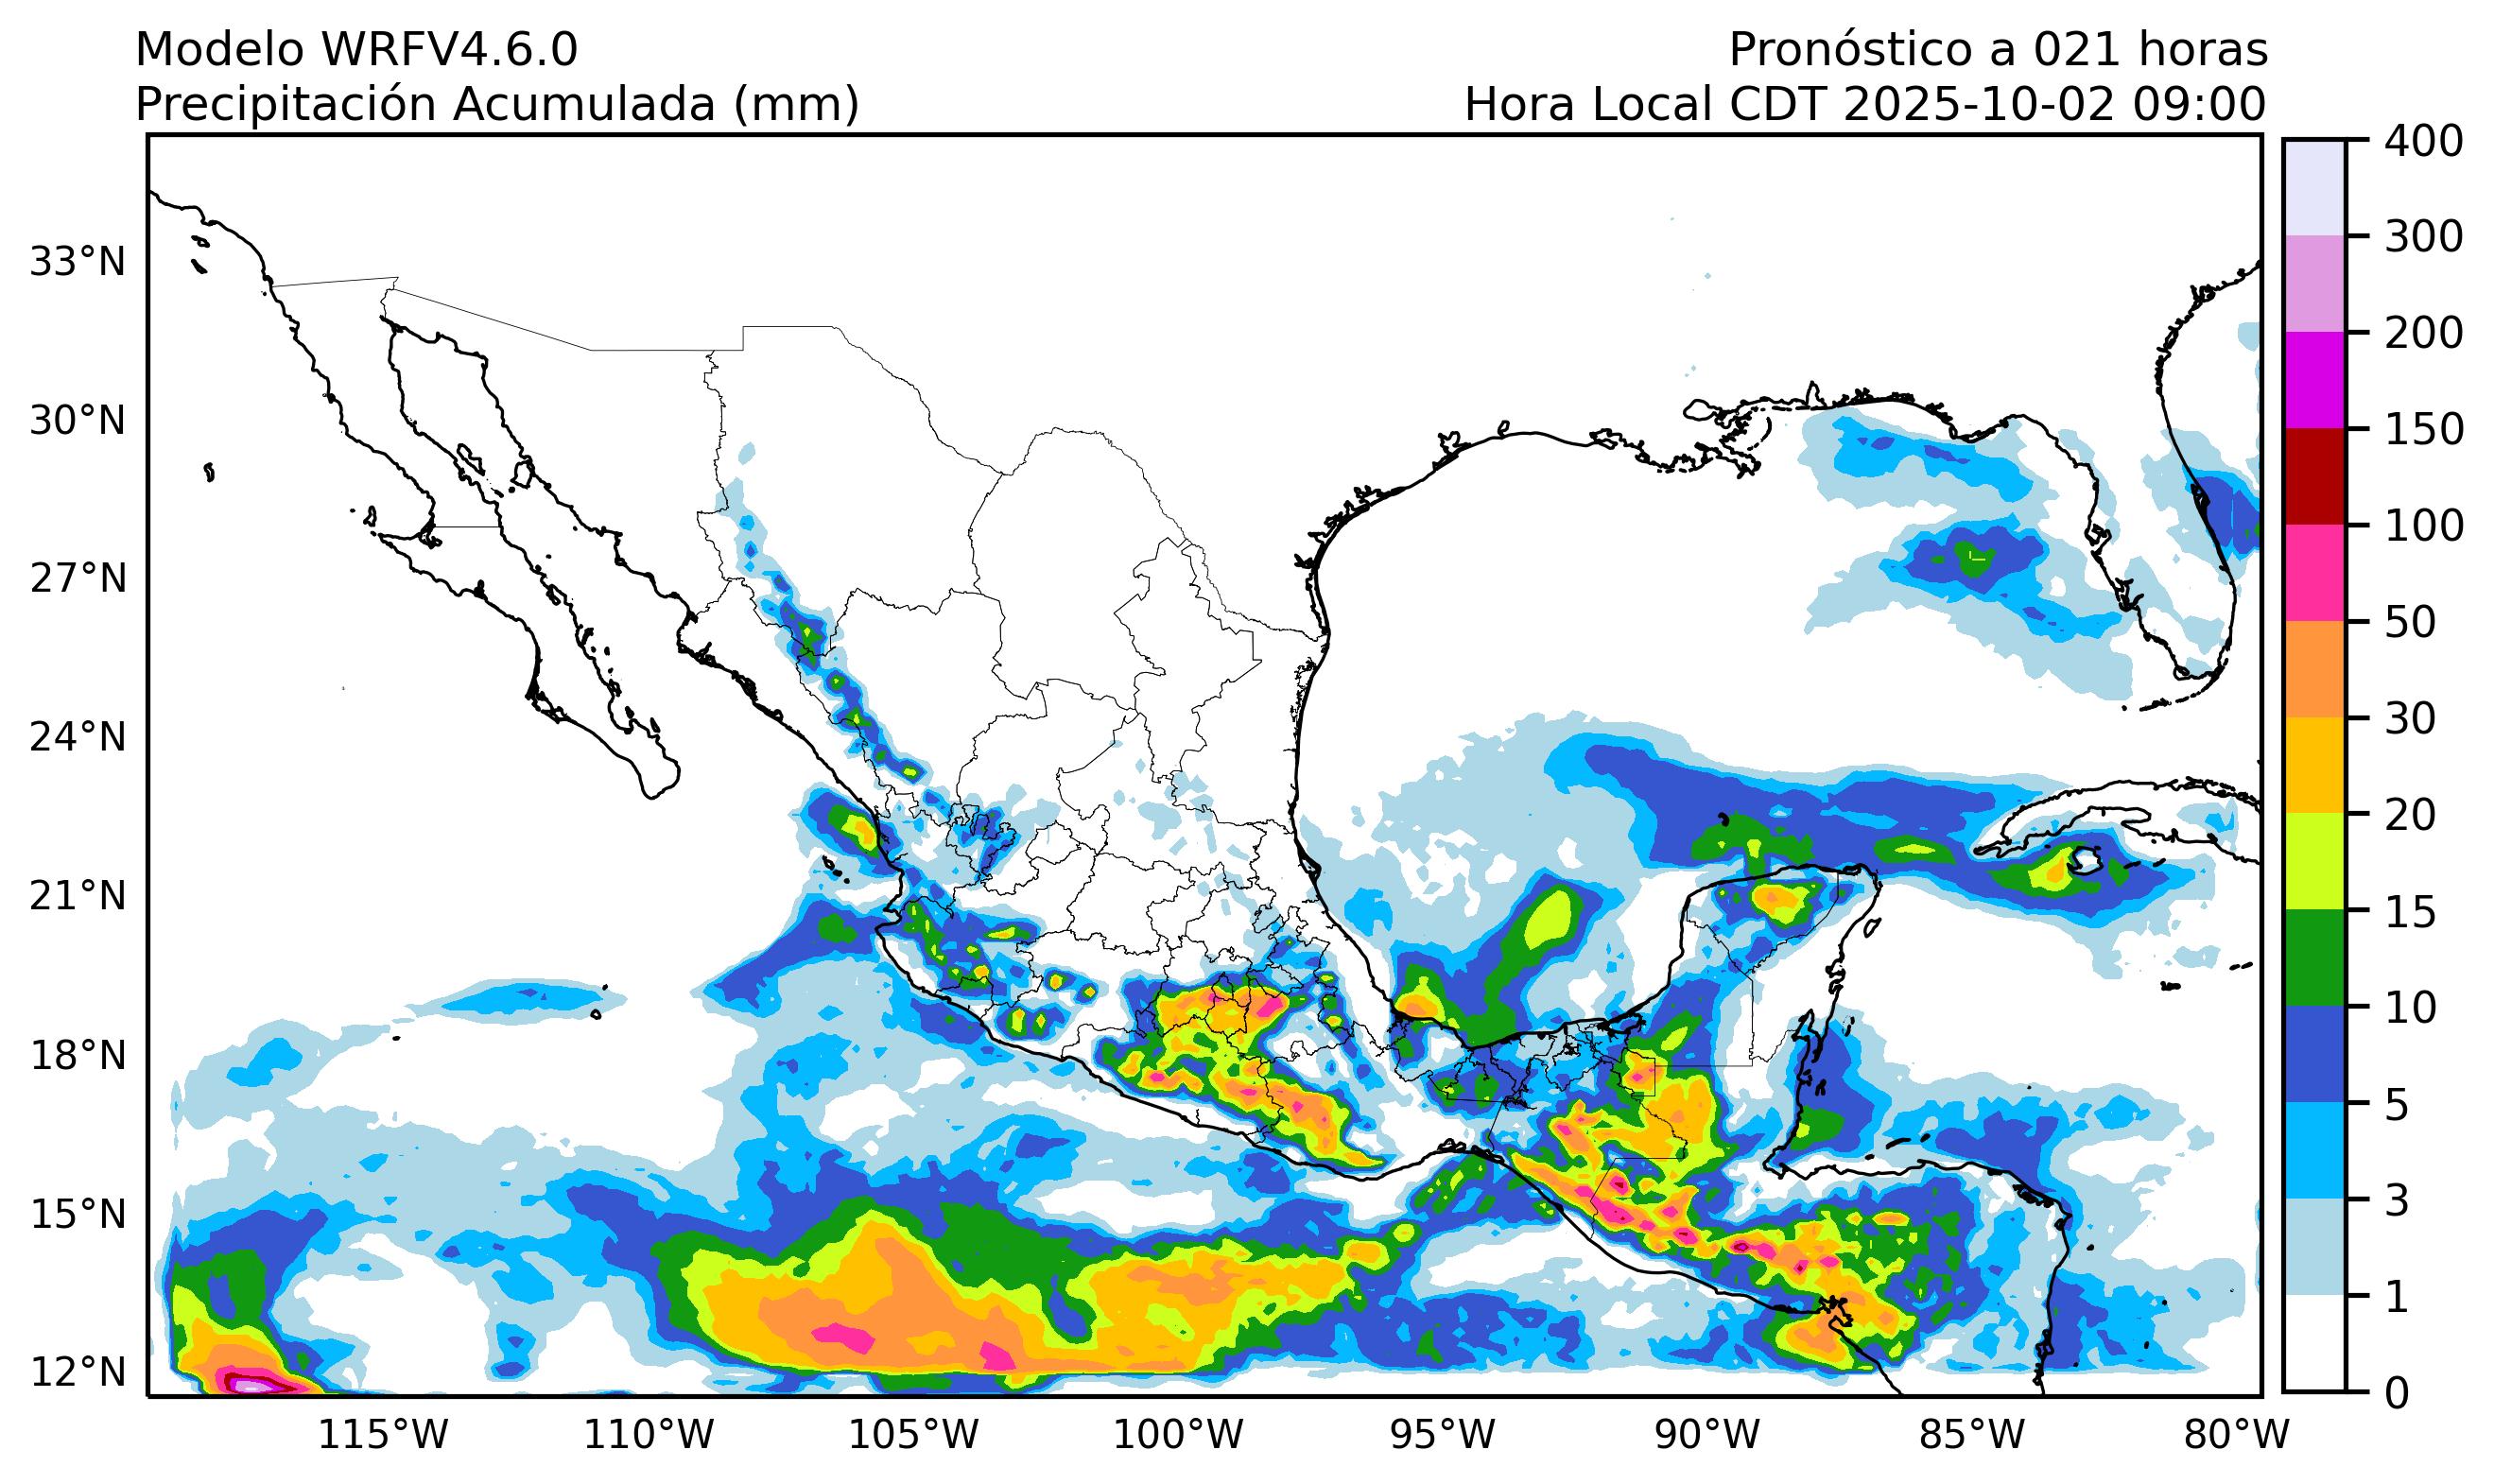 Modelo WRFV4.6.0
Precipitación Acumulada (mm)
Pronóstico a 021 horas
Hora Local CDT 2025-10-02 09:00
33°N
30°N
27°N
24°N
21°N
18°N
15°N
12°N
115°W
110°W
105°W
100°W
95°W
90°W
85°W
80°W
400
300
200
150
100
50
30
20
15
10
5
3
1
0